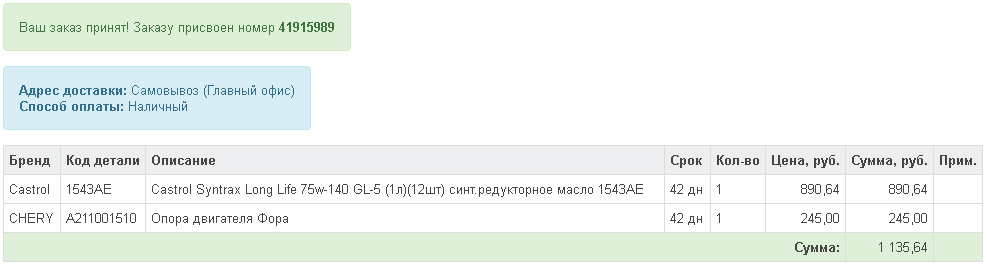 Ваш заказ принят! Заказу присвоен номер 41915989
Адрес доставки: Самовывоз (Главный офис)
Способ оплаты: Наличный
Бренд Код детали Описание Срок Кол-во Цена, руб. Сумма, руб. Прим.
Castrol 1543AE Castrol Syntrax Long Life 75w-140 GL-5 (1л)(12шт) синт.редукторное масло 1543AE 42 дн 1 890,64 890,64
CHERY A211001510 Опора двигателя Фора 42 дн 1 245,00 245,00
Сумма: 1 135,64